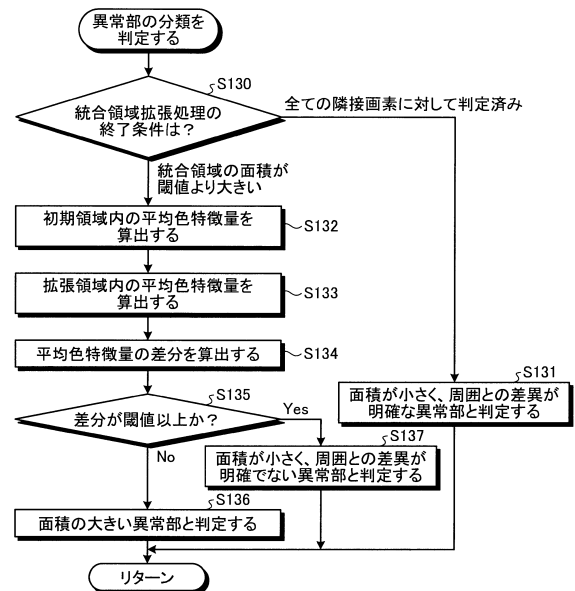 異常部の分類を
判定する
S130
統合領域拡張処理の
終了条件は？
全ての隣接画素に対して判定済み
統合領域の面積が
閾値より大きい
初期領域内の平均色特徴量を
算出する
S132
拡張領域内の平均色特徴量を
算出する
S133
平均色特徴量の差分を算出する
S134
S131
面積が小さく、周囲との差異が
明確な異常部と判定する
S135
差分が閾値以上か？
Yes
No
S137
面積が小さく、周囲との差異が
明確でない異常部と判定する
S136
面積の大きい異常部と判定する
リターン